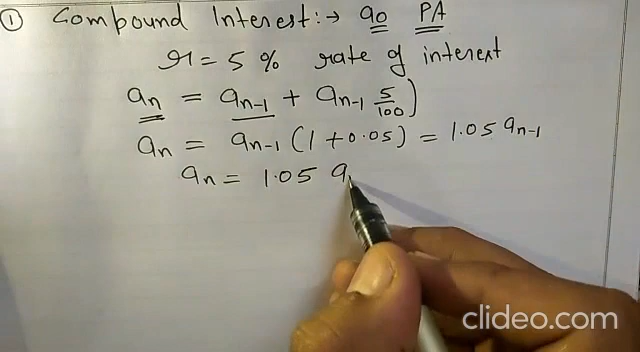 ① Compound Interest:→ a₀ PA
r = 5 % rate of interest
aₙ = aₙ₋₁ + aₙ₋₁ 5/100)
aₙ = aₙ₋₁ (1 + 0.05) = 1.05 aₙ₋₁
aₙ = 1.05 a
clideo.com